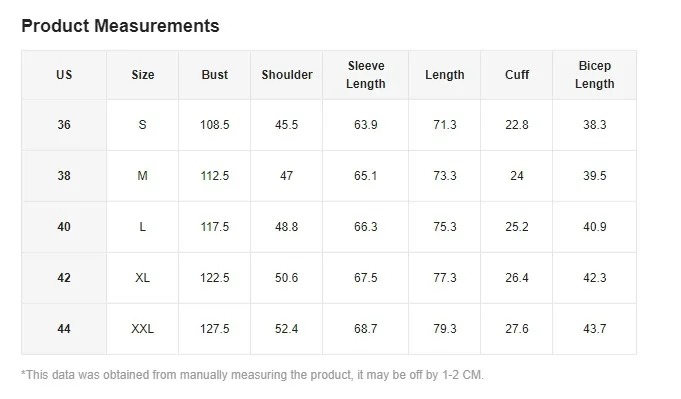 Product Measurements
US Size Bust Shoulder Sleeve Length Length Cuff Bicep Length
36 S 108.5 45.5 63.9 71.3 22.8 38.3
38 M 112.5 47 65.1 73.3 24 39.5
40 L 117.5 48.8 66.3 75.3 25.2 40.9
42 XL 122.5 50.6 67.5 77.3 26.4 42.3
44 XXL 127.5 52.4 68.7 79.3 27.6 43.7
*This data was obtained from manually measuring the product, it may be off by 1-2 CM.